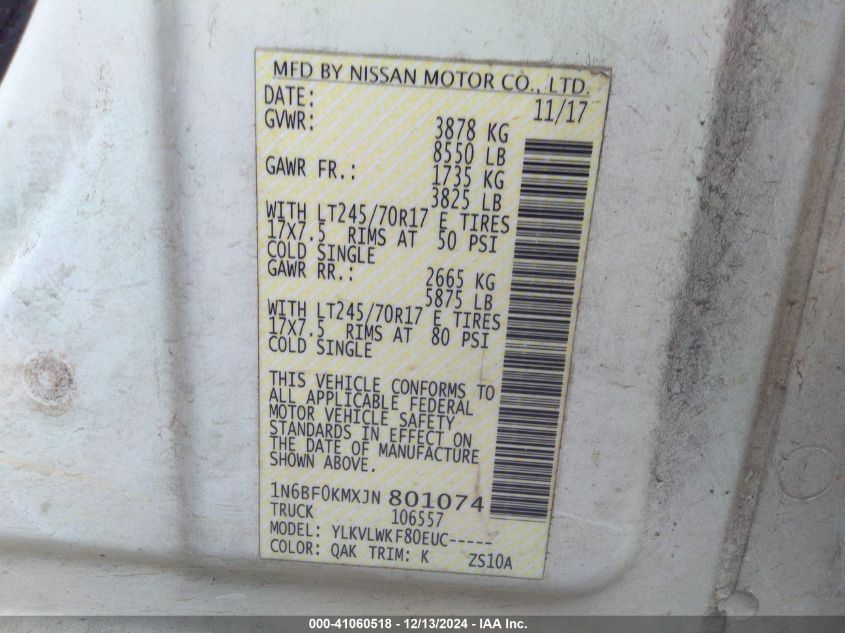 MFD BY NISSAN MOTOR CO., LTD.
DATE: 11/17
GVWR: 3878 KG
8550 LB
GAWR FR.: 1735 KG
3825 LB
WITH LT245/70R17 E TIRES
17X7.5 RIMS AT 50 PSI
COLD SINGLE
GAWR RR.: 2665 KG
5875 LB
WITH LT245/70R17 E TIRES
17X7.5 RIMS AT 80 PSI
COLD SINGLE
THIS VEHICLE CONFORMS TO
ALL APPLICABLE FEDERAL
MOTOR VEHICLE SAFETY
STANDARDS IN EFFECT ON
THE DATE OF MANUFACTURE
SHOWN ABOVE.
1N6BF0KMXJN 801074
TRUCK 106557
MODEL: YLKVLWKF80EUC-----
COLOR: QAK TRIM: K ZS10A
000-41060518 - 12/13/2024 - IAA Inc.